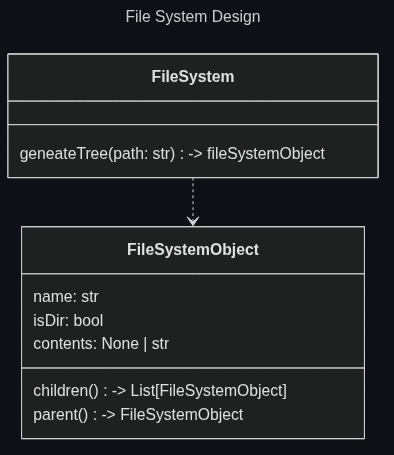 File System Design
FileSystem
geneateTree(path: str) : -> fileSystemObject
FileSystemObject
name: str
isDir: bool
contents: None | str
children() : -> List[FileSystemObject]
parent() : -> FileSystemObject